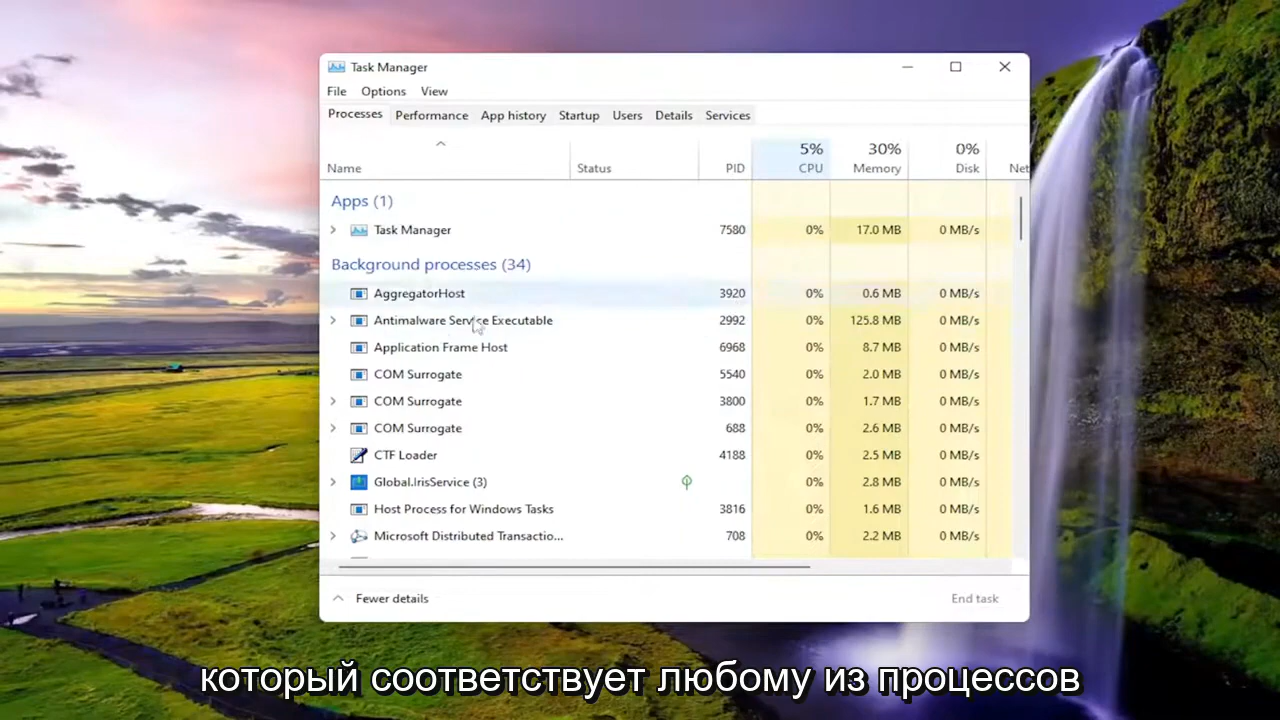 Task Manager
File Options View
Processes Performance App history Startup Users Details Services
5% 30% 0%
Name Status PID CPU Memory Disk Net
Apps (1)
Task Manager 7580 0% 17.0 MB 0 MB/s
Background processes (34)
AggregatorHost 3920 0% 0.6 MB 0 MB/s
Antimalware Service Executable 2992 0% 125.8 MB 0 MB/s
Application Frame Host 6968 0% 8.7 MB 0 MB/s
COM Surrogate 5540 0% 2.0 MB 0 MB/s
COM Surrogate 3800 0% 1.7 MB 0 MB/s
COM Surrogate 688 0% 2.6 MB 0 MB/s
CTF Loader 4188 0% 2.5 MB 0 MB/s
Global.IrisService (3) 0% 2.8 MB 0 MB/s
Host Process for Windows Tasks 3816 0% 1.6 MB 0 MB/s
Microsoft Distributed Transactio... 708 0% 2.2 MB 0 MB/s
Fewer details End task
который соответствует любому из процессов